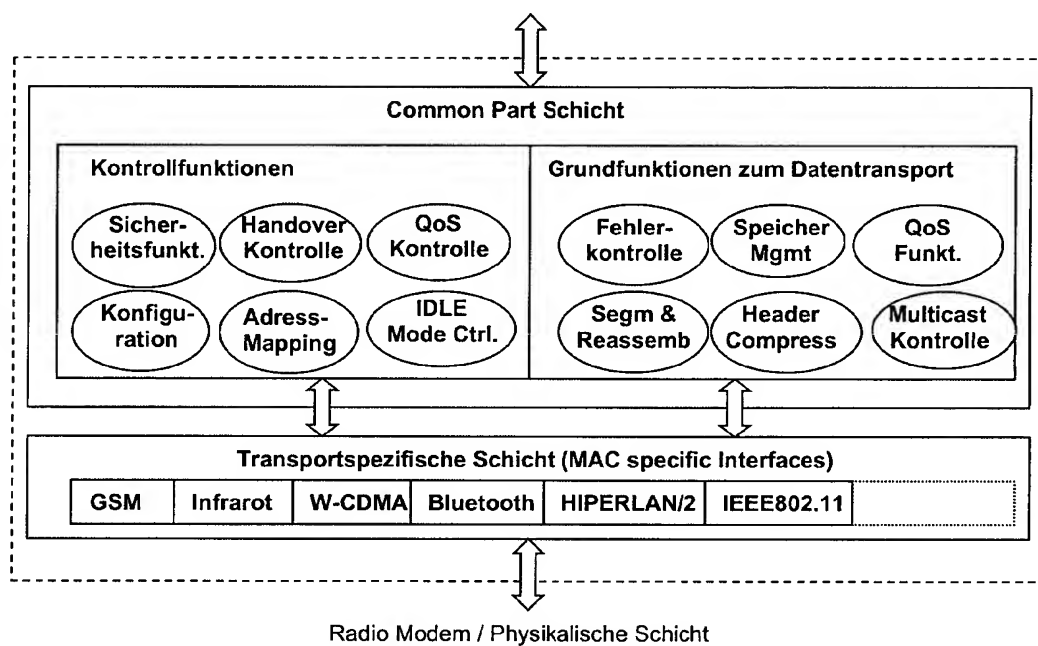 Common Part Schicht
Kontrollfunktionen
Grundfunktionen zum Datentransport
Sicher-
heitsfunkt.
Handover
Kontrolle
QoS
Kontrolle
Fehler-
kontrolle
Speicher
Mgmt
QoS
Funkt.
Konfigu-
ration
Adress-
Mapping
IDLE
Mode Ctrl.
Segm &
Reassemb
Header
Compress
Multicast
Kontrolle
Transportspezifische Schicht (MAC specific Interfaces)
GSM
Infrarot
W-CDMA
Bluetooth
HIPERLAN/2
IEEE802.11
Radio Modem / Physikalische Schicht